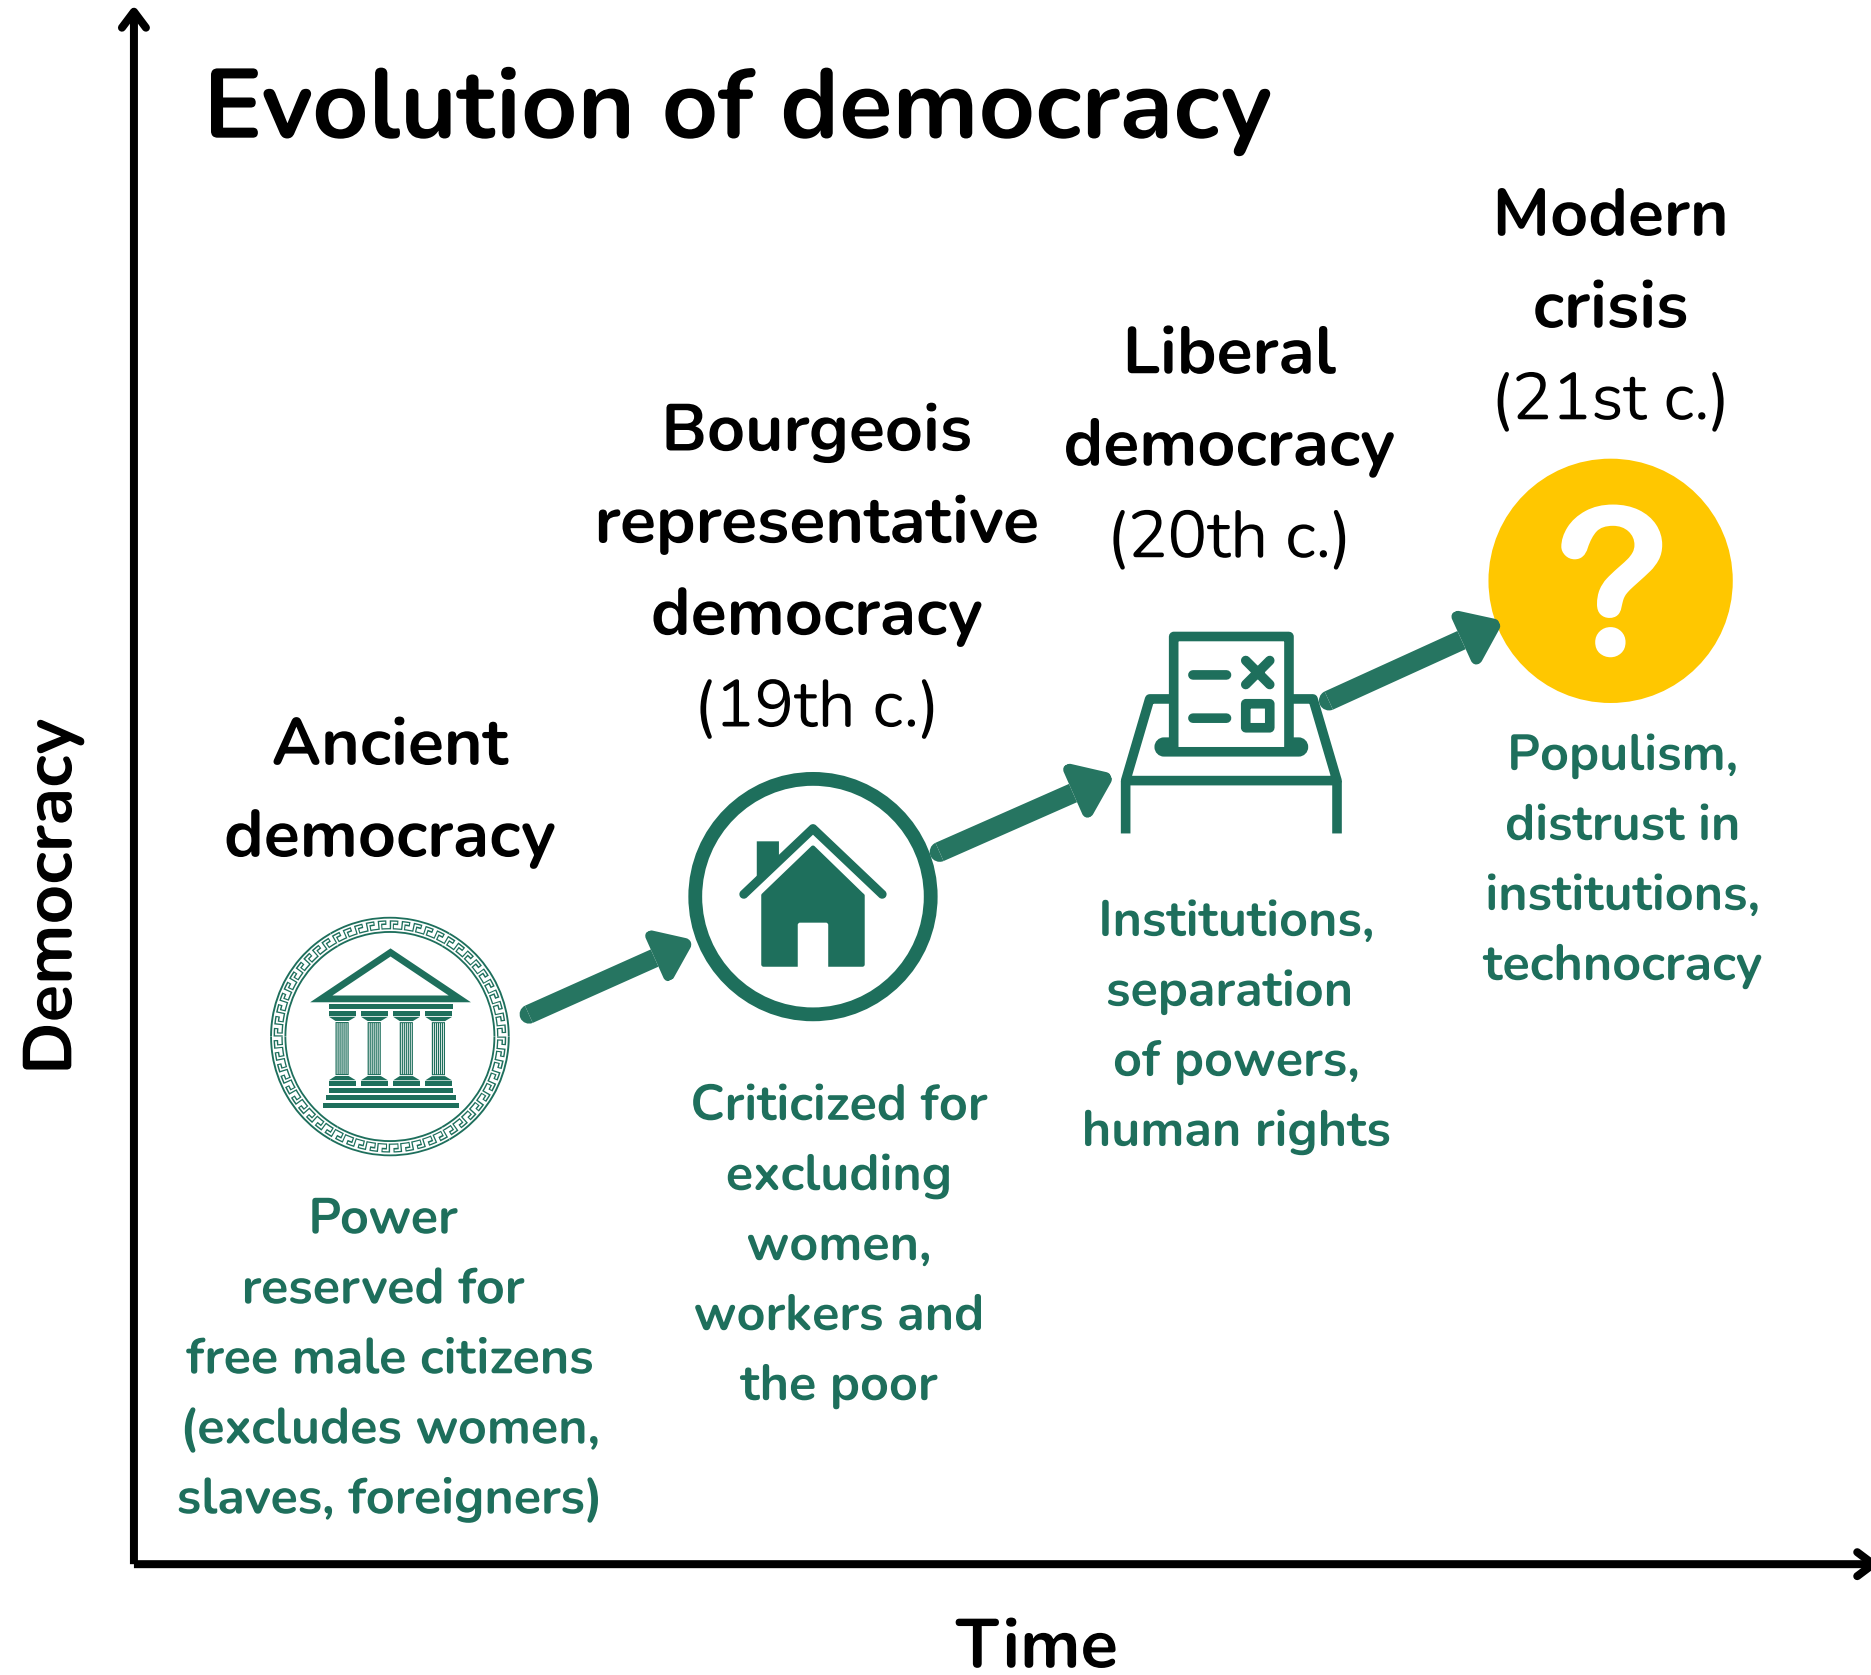 Evolution of democracy
Democracy
Ancient
democracy
Power
reserved for
free male citizens
(excludes women,
slaves, foreigners)
Bourgeois
representative
democracy
(19th c.)
Criticized for
excluding
women,
workers and
the poor
Liberal
democracy
(20th c.)
Institutions,
separation
of powers,
human rights
Modern
crisis
(21st c.)
?
Populism,
distrust in
institutions,
technocracy
Time